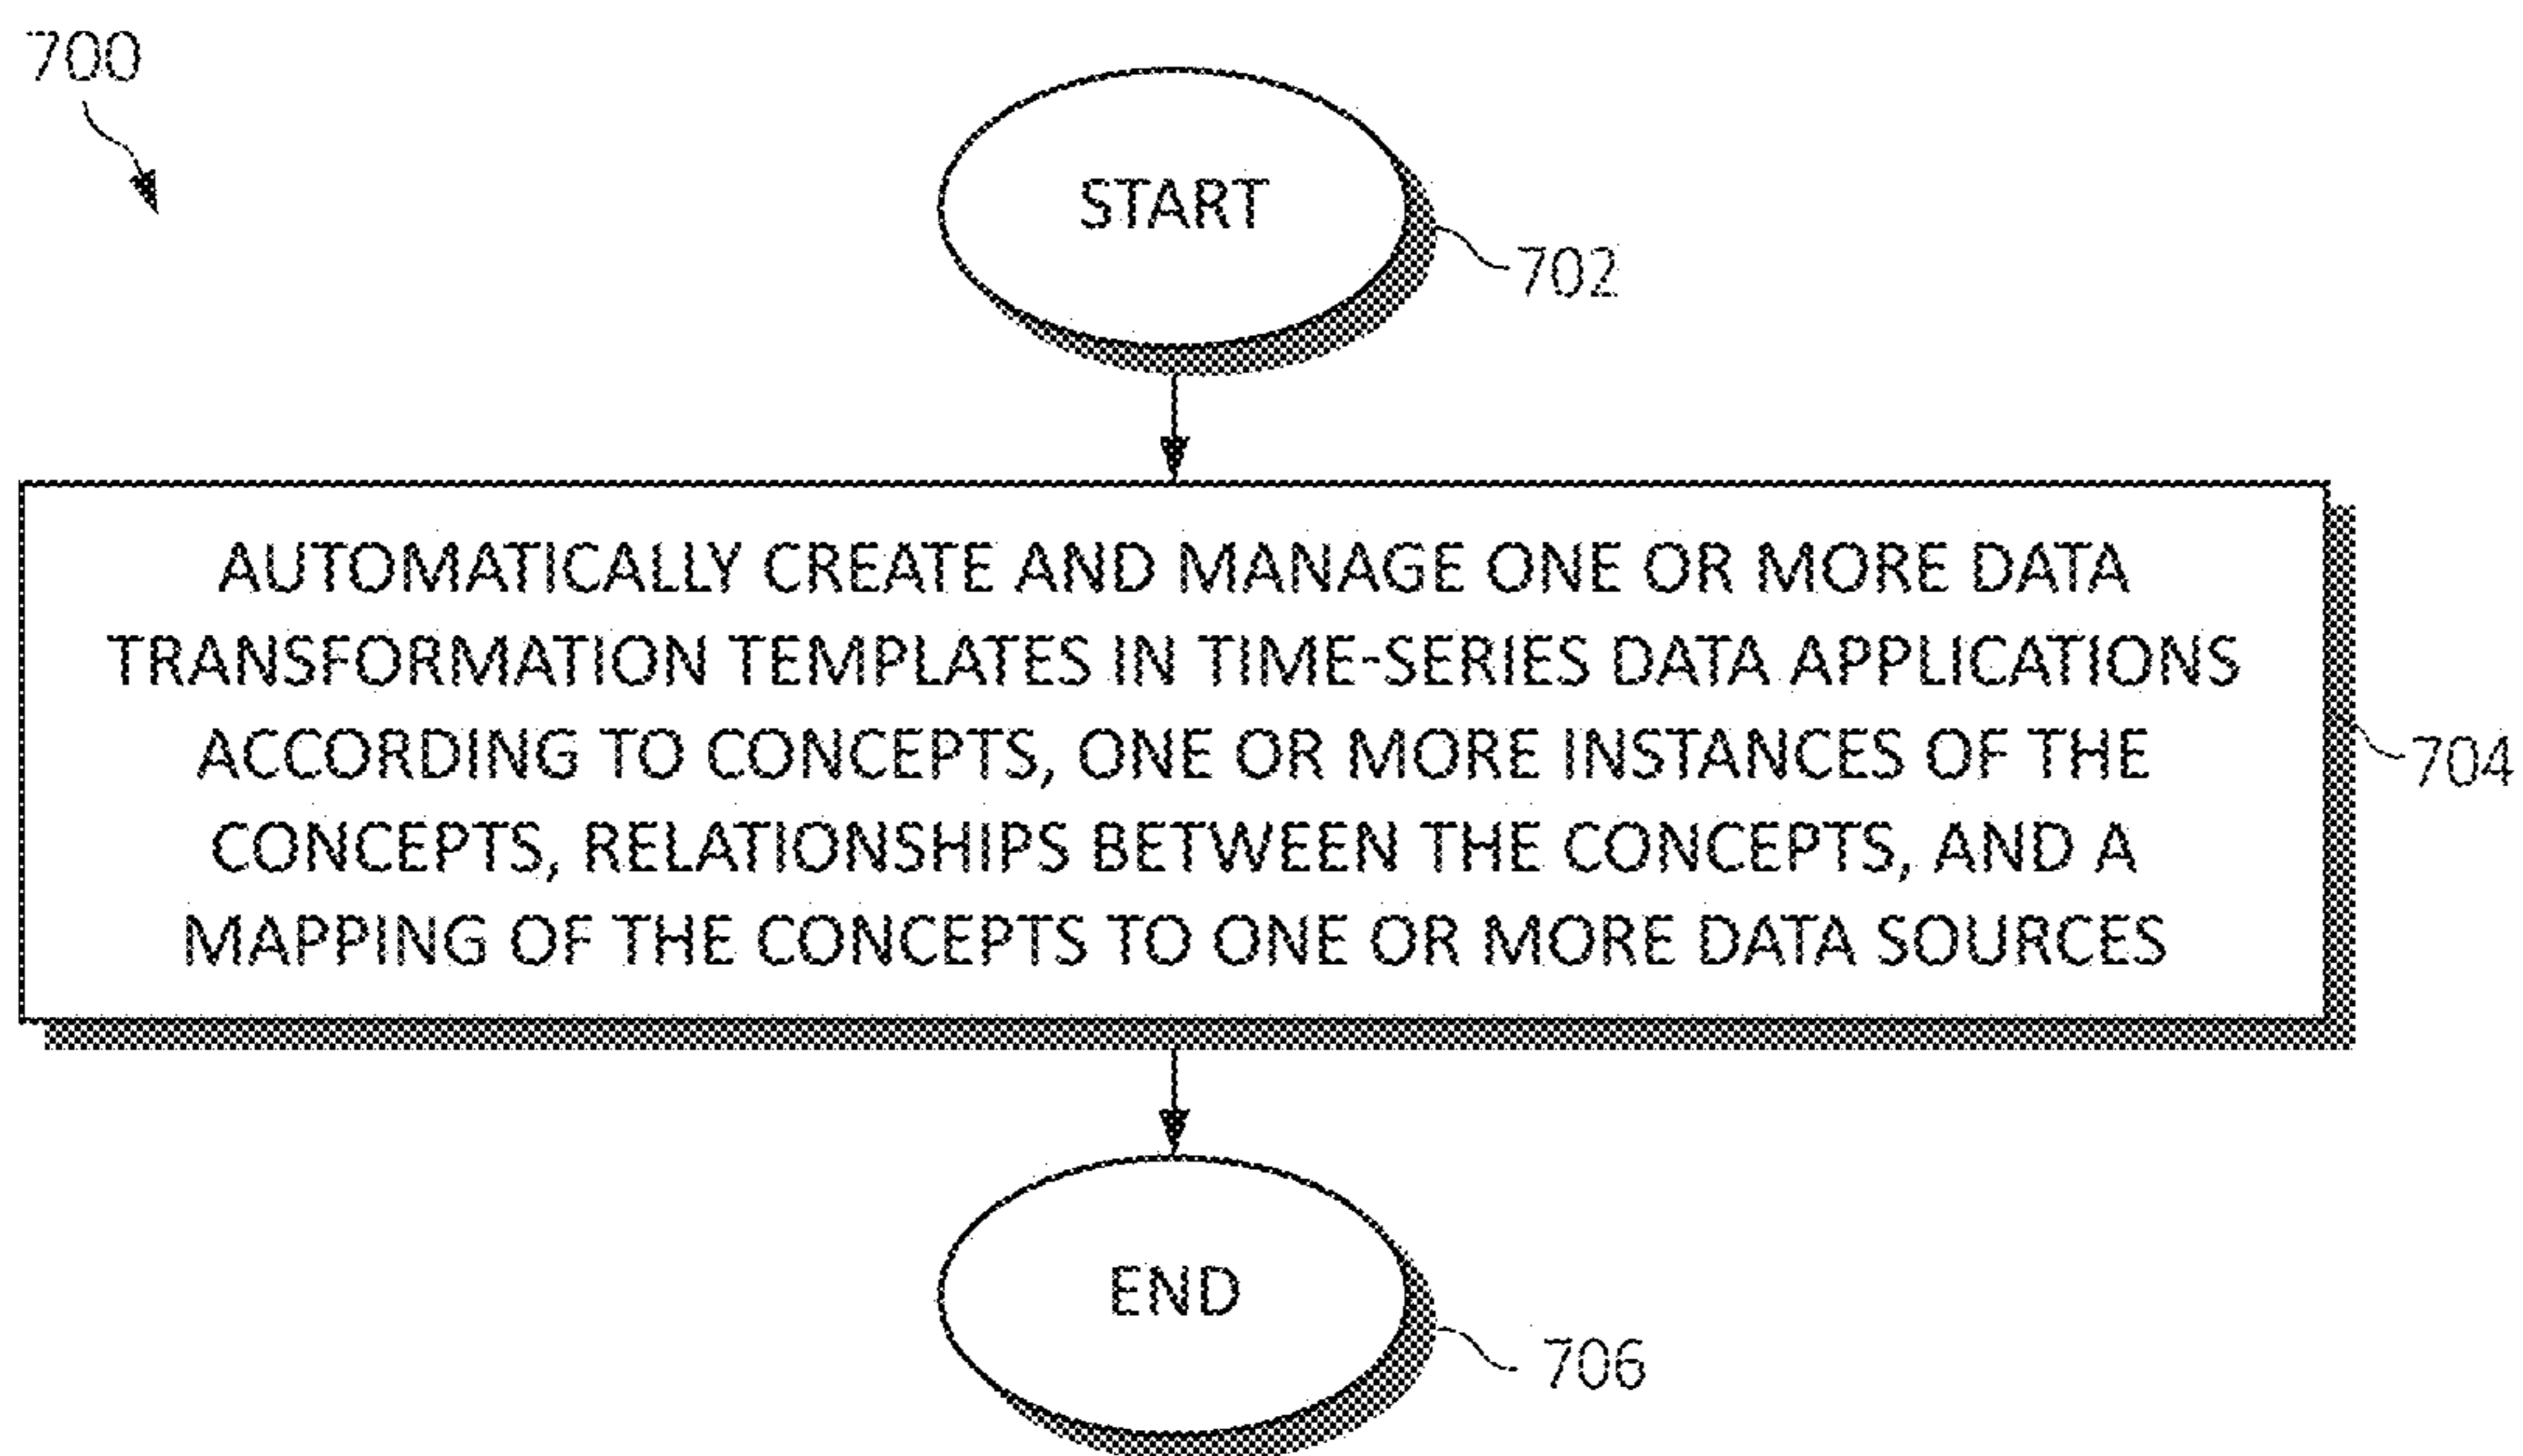 700
START
702
AUTOMATICALLY CREATE AND MANAGE ONE OR MORE DATA
TRANSFORMATION TEMPLATES IN TIME-SERIES DATA APPLICATIONS
ACCORDING TO CONCEPTS, ONE OR MORE INSTANCES OF THE
CONCEPTS, RELATIONSHIPS BETWEEN THE CONCEPTS, AND A
MAPPING OF THE CONCEPTS TO ONE OR MORE DATA SOURCES
704
END
706